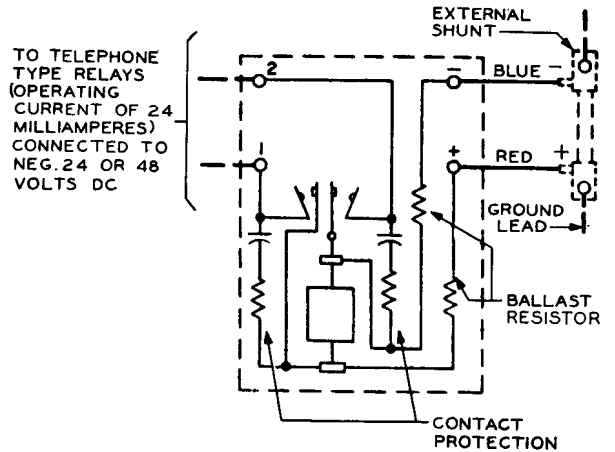 EXTERNAL
SHUNT
TO TELEPHONE
TYPE RELAYS
(OPERATING
CURRENT OF 24
MILLIAMPERES)
CONNECTED TO
NEG. 24 OR 48
VOLTS DC
2
-
BLUE -
1
+
RED +
GROUND
LEAD
BALLAST
RESISTOR
CONTACT
PROTECTION